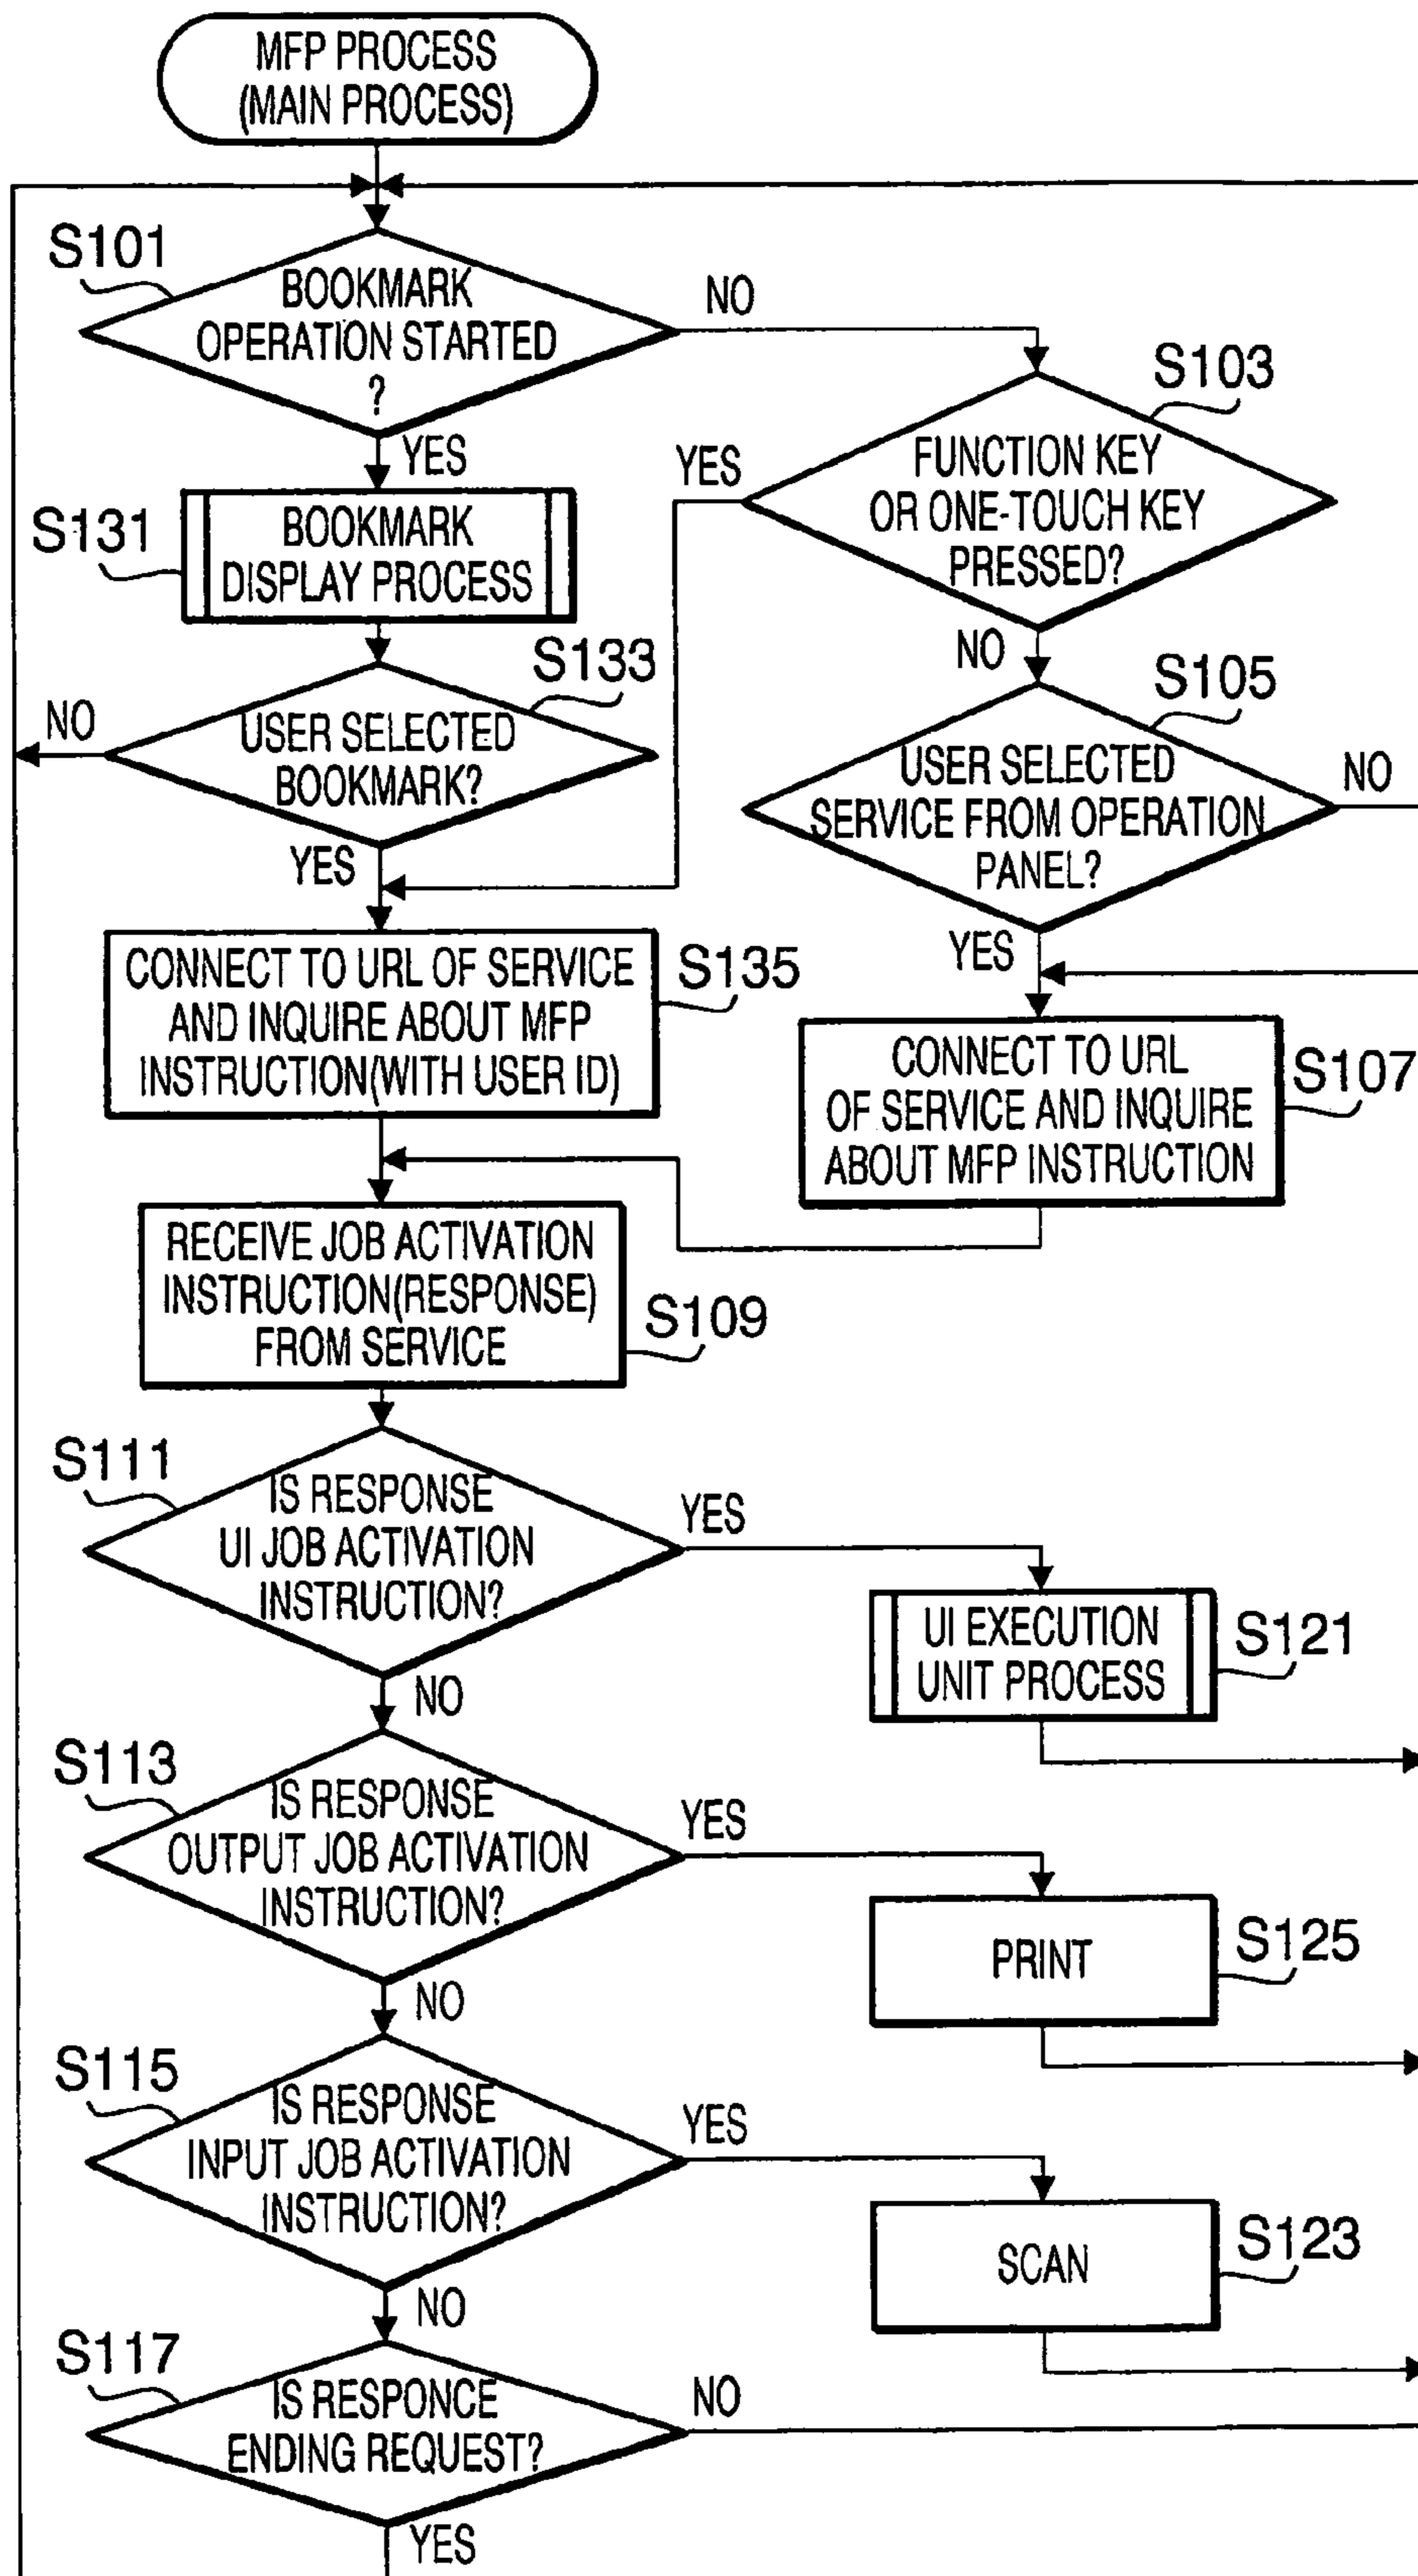 MFP PROCESS
(MAIN PROCESS)
S101
BOOKMARK
OPERATION STARTED
?
NO
YES
S103
FUNCTION KEY
OR ONE-TOUCH KEY
PRESSED?
YES
NO
S131
BOOKMARK
DISPLAY PROCESS
S133
USER SELECTED
BOOKMARK?
NO
YES
S105
USER SELECTED
SERVICE FROM OPERATION
PANEL?
NO
YES
CONNECT TO URL OF SERVICE
AND INQUIRE ABOUT MFP
INSTRUCTION(WITH USER ID)
S135
CONNECT TO URL
OF SERVICE AND INQUIRE
ABOUT MFP INSTRUCTION
S107
RECEIVE JOB ACTIVATION
INSTRUCTION(RESPONSE)
FROM SERVICE
S109
S111
IS RESPONSE
UI JOB ACTIVATION
INSTRUCTION?
YES
NO
UI EXECUTION
UNIT PROCESS
S121
S113
IS RESPONSE
OUTPUT JOB ACTIVATION
INSTRUCTION?
YES
NO
PRINT
S125
S115
IS RESPONSE
INPUT JOB ACTIVATION
INSTRUCTION?
YES
NO
SCAN
S123
S117
IS RESPONCE
ENDING REQUEST?
NO
YES